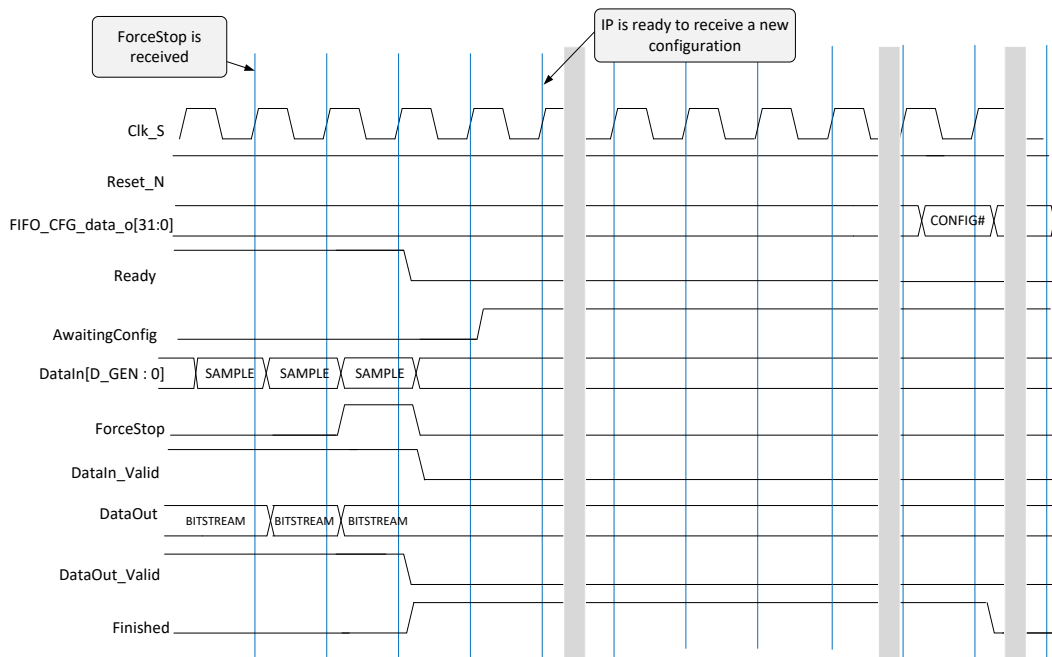 ForceStop is
received
IP is ready to receive a new
configuration
Clk_S
Reset_N
FIFO_CFG_data_o[31:0]
CONFIG#
Ready
AwaitingConfig
DataIn[D_GEN : 0]
SAMPLE SAMPLE SAMPLE
ForceStop
DataIn_Valid
DataOut
BITSTREAM BITSTREAM BITSTREAM
DataOut_Valid
Finished